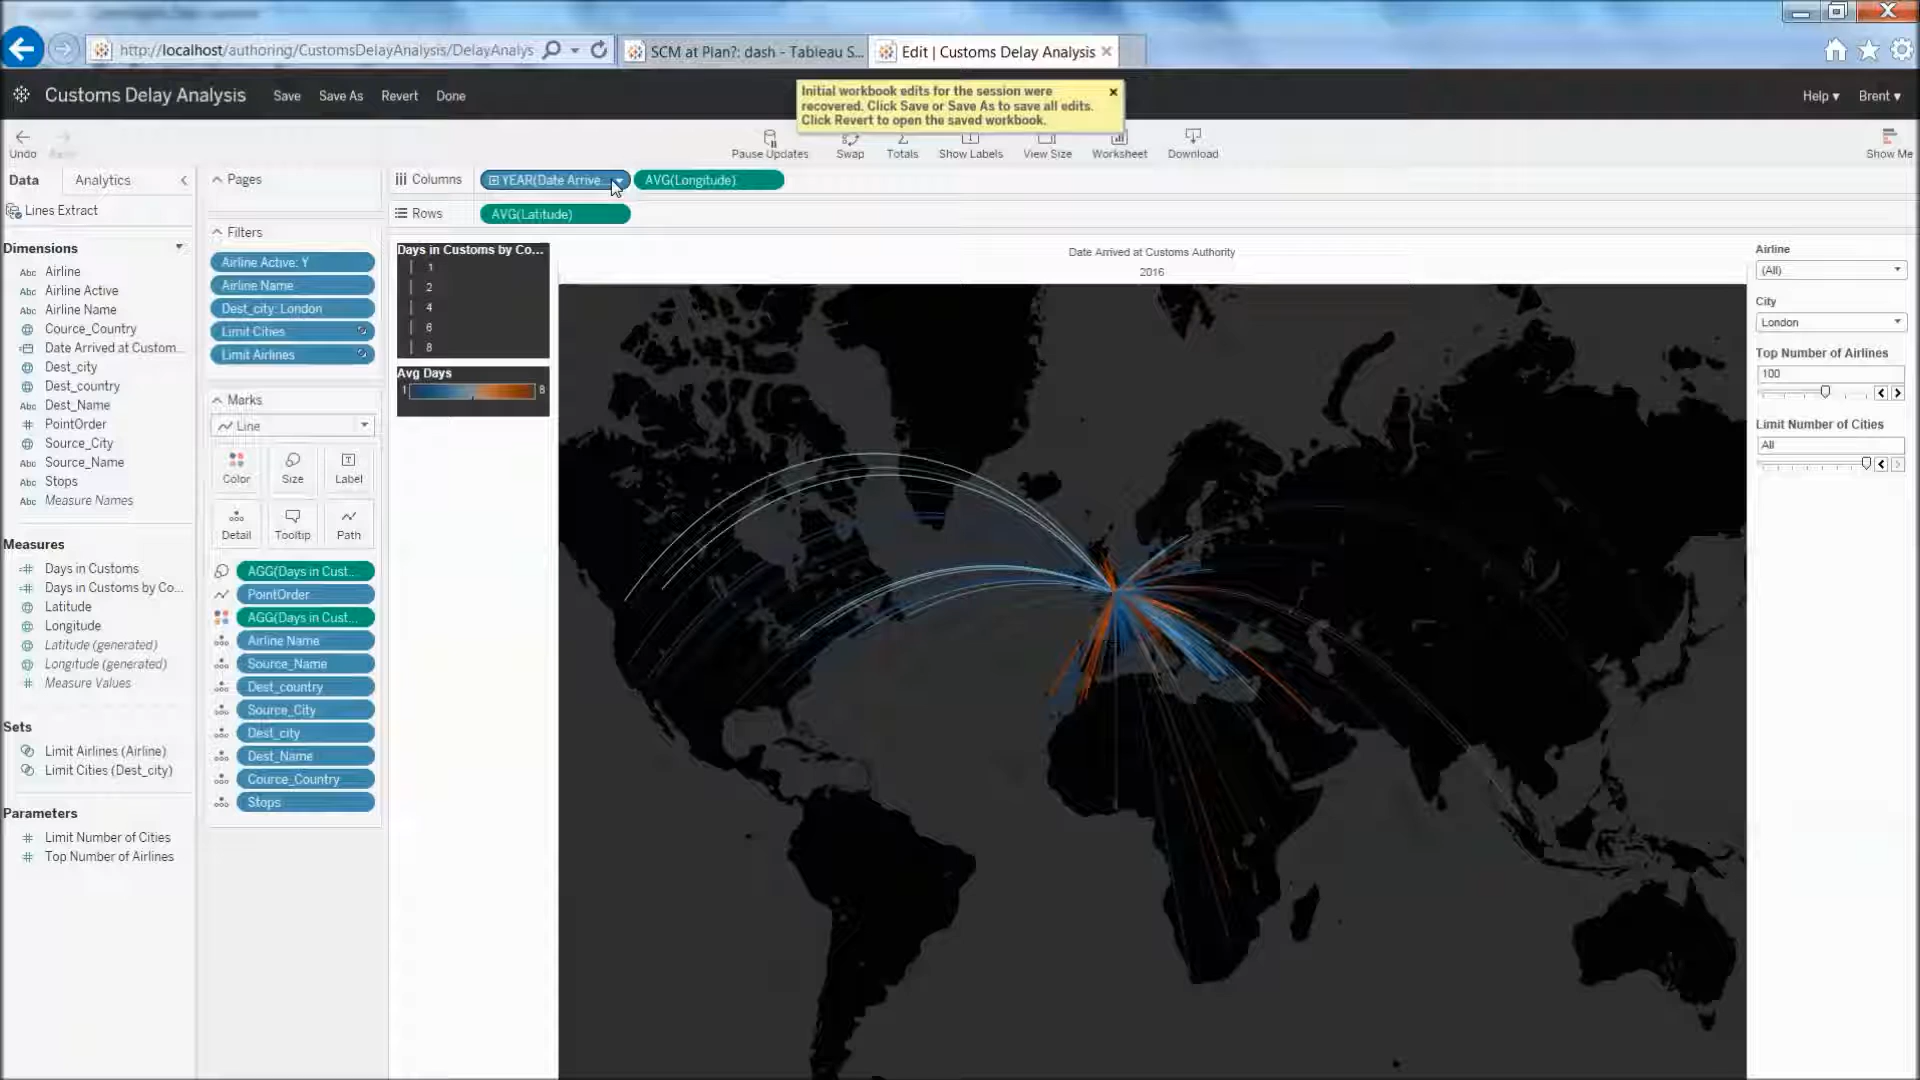 http://localhost/authoring/CustomsDelayAnalysis/DelayAnalys
SCM at Plan?: dash - Tableau S...
Edit | Customs Delay Analysis
Customs Delay Analysis
Save
Save As
Revert
Done
Initial workbook edits for the session were
recovered. Click Save or Save As to save all edits.
Click Revert to open the saved workbook.
Help
Brent
Undo
Pause Updates
Swap
Totals
Show Labels
View Size
Worksheet
Download
Show Me
Data
Analytics
Lines Extract
Dimensions
Abc Airline
Abc Airline Active
Abc Airline Name
Cource_Country
Date Arrived at Custom...
Dest_city
Dest_country
Abc Dest_Name
# PointOrder
Source_City
Abc Source_Name
Abc Stops
Abc Measure Names
Measures
Days in Customs
Days in Customs by Co...
Latitude
Longitude
Latitude (generated)
Longitude (generated)
# Measure Values
Sets
Limit Airlines (Airline)
Limit Cities (Dest_city)
Parameters
# Limit Number of Cities
# Top Number of Airlines
Pages
Filters
Airline Active: Y
Airline Name
Dest_city: London
Limit Cities
Limit Airlines
Marks
Line
Color
Size
Label
Detail
Tooltip
Path
AGG(Days in Cust..
PointOrder
AGG(Days in Cust...
Airline Name
Source_Name
Dest_country
Source_City
Dest_city
Dest_Name
Cource_Country
Stops
Columns
YEAR(Date Arrive..
AVG(Longitude)
Rows
AVG(Latitude)
Days in Customs by Co...
1
2
4
6
8
Avg Days
1
8
Date Arrived at Customs Authority
2016
Airline
(All)
City
London
Top Number of Airlines
100
Limit Number of Cities
All